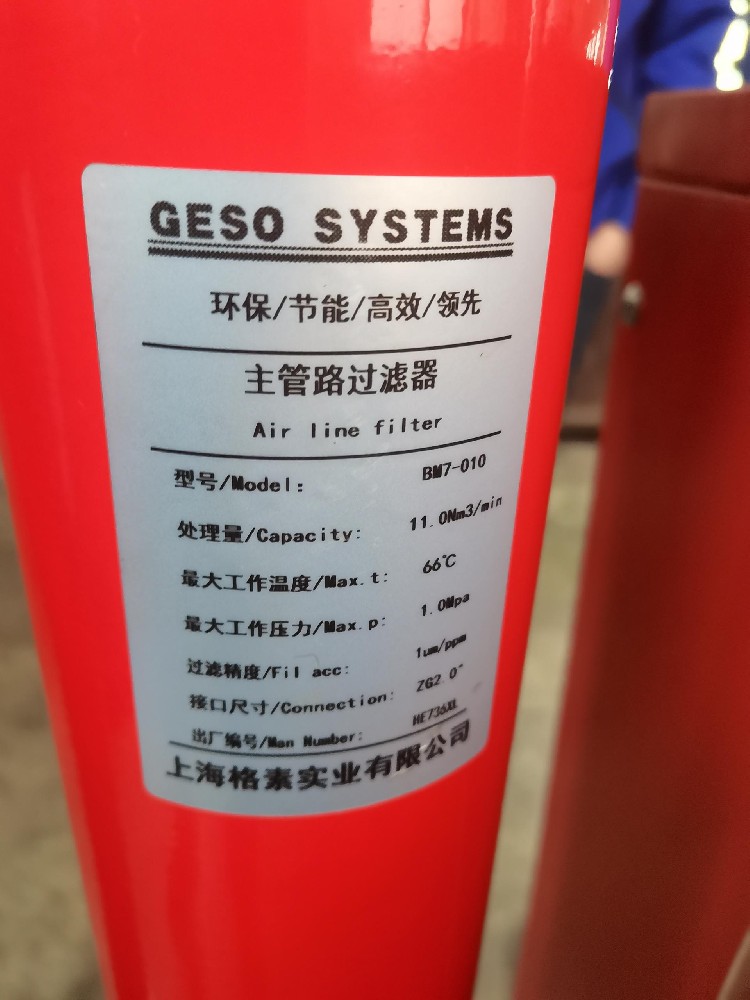 GESO SYSTEMS
环保/节能/高效/领先
主管路过滤器
Air line filter
型号/Model: BM7-010
处理量/Capacity: 11.0Nm3/min
最大工作温度/Max.t: 66℃
最大工作压力/Max.p: 1.0Mpa
过滤精度/Fil acc: 1um/ppm
接口尺寸/Connection: ZG2.0"
出厂编号/Man Number: HE736XL
上海格素实业有限公司